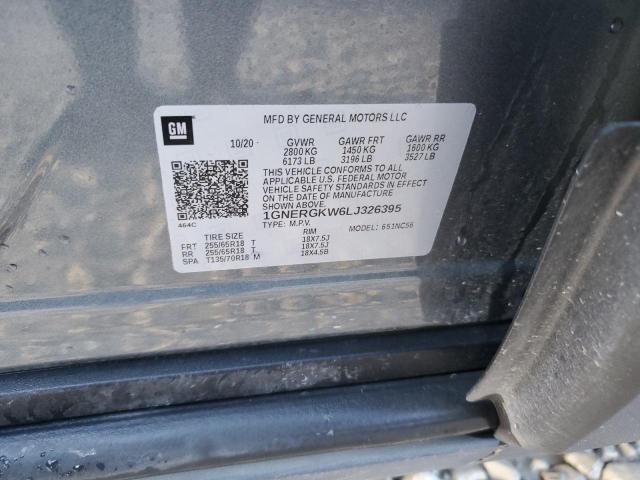 GM
MFD BY GENERAL MOTORS LLC
10/20 GVWR GAWR FRT GAWR RR
2800 KG 1450 KG 1600 KG
6173 LB 3196 LB 3527 LB
THIS VEHICLE CONFORMS TO ALL
APPLICABLE U.S. FEDERAL MOTOR
VEHICLE SAFETY STANDARDS IN EFFECT
ON THE DATE OF MANUFACTURE
SHOWN ABOVE.
1GNERGKW6LJ326395
464C TYPE: M.P.V. MODEL: 651NC56
TIRE SIZE RIM
FRT 255/65R18 T 18X7.5J
RR 255/65R18 T 18X7.5J
SPA T135/70R18 M 18X4.5B